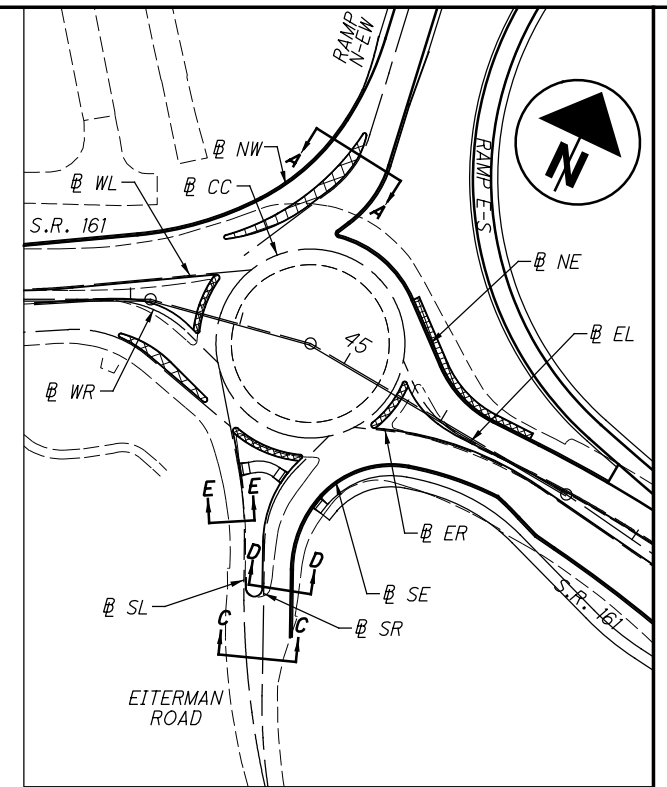 RAMP
N-EW
℄ NW
A
℄ WL
℄ CC
A
RAMP E-S
N
S.R. 161
℄ NE
45
℄ EL
℄ WR
E E
D D
℄ ER
℄ SL
℄ SE
S.R. 161
C C
℄ SR
EITERMAN
ROAD